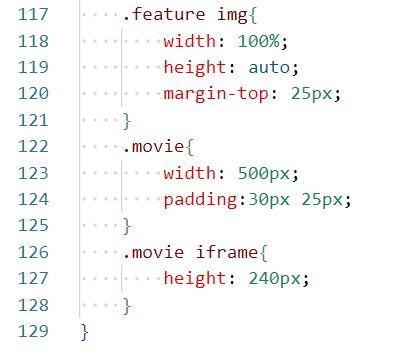 117 .feature img{
118 width: 100%;
119 height: auto;
120 margin-top: 25px;
121 }
122 .movie{
123 width: 500px;
124 padding:30px 25px;
125 }
126 .movie iframe{
127 height: 240px;
128 }
129 }